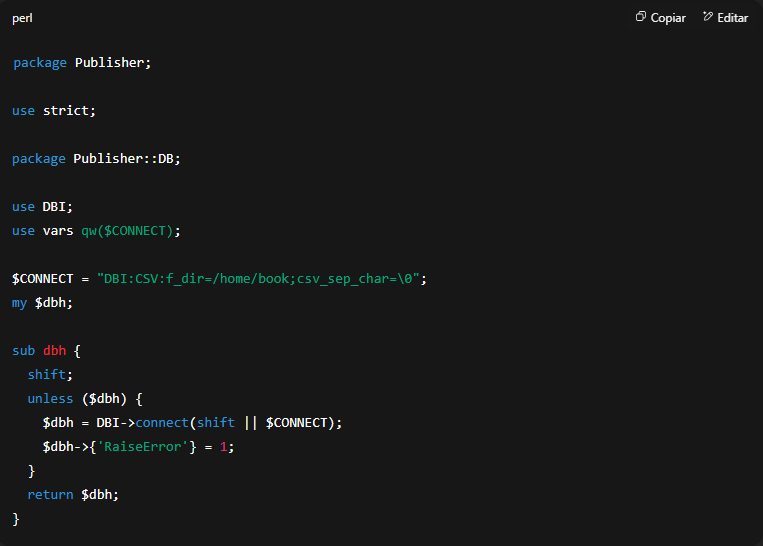 perl
Copiar
Editar
package Publisher;
use strict;
package Publisher::DB;
use DBI;
use vars qw($CONNECT);
$CONNECT = "DBI:CSV:f_dir=/home/book;csv_sep_char=\0";
my $dbh;
sub dbh {
  shift;
  unless ($dbh) {
    $dbh = DBI->connect(shift || $CONNECT);
    $dbh->{'RaiseError'} = 1;
  }
  return $dbh;
}